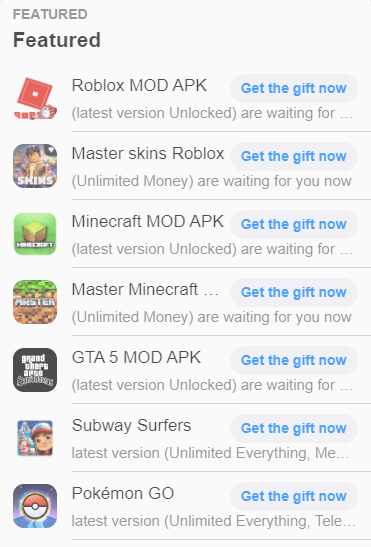 FEATURED
Featured
Roblox MOD APK
Get the gift now
(latest version Unlocked) are waiting for ...
SKINS
Master skins Roblox
Get the gift now
(Unlimited Money) are waiting for you now
MINECRAFT
Minecraft MOD APK
Get the gift now
(latest version Unlocked) are waiting for ...
MASTER
Master Minecraft ...
Get the gift now
(Unlimited Money) are waiting for you now
grand
theft
auto
San Andreas
GTA 5 MOD APK
Get the gift now
(latest version Unlocked) are waiting for ...
Subway Surfers
Get the gift now
latest version (Unlimited Everything, Me...
Pokémon GO
Get the gift now
latest version (Unlimited Everything, Tele...